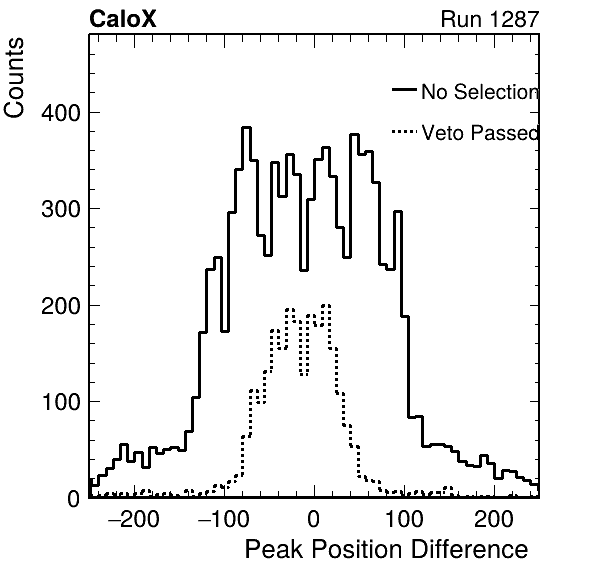 CaloX Run 1287
Counts
No Selection
Veto Passed
400
300
200
100
0
−200 −100 0 100 200
Peak Position Difference